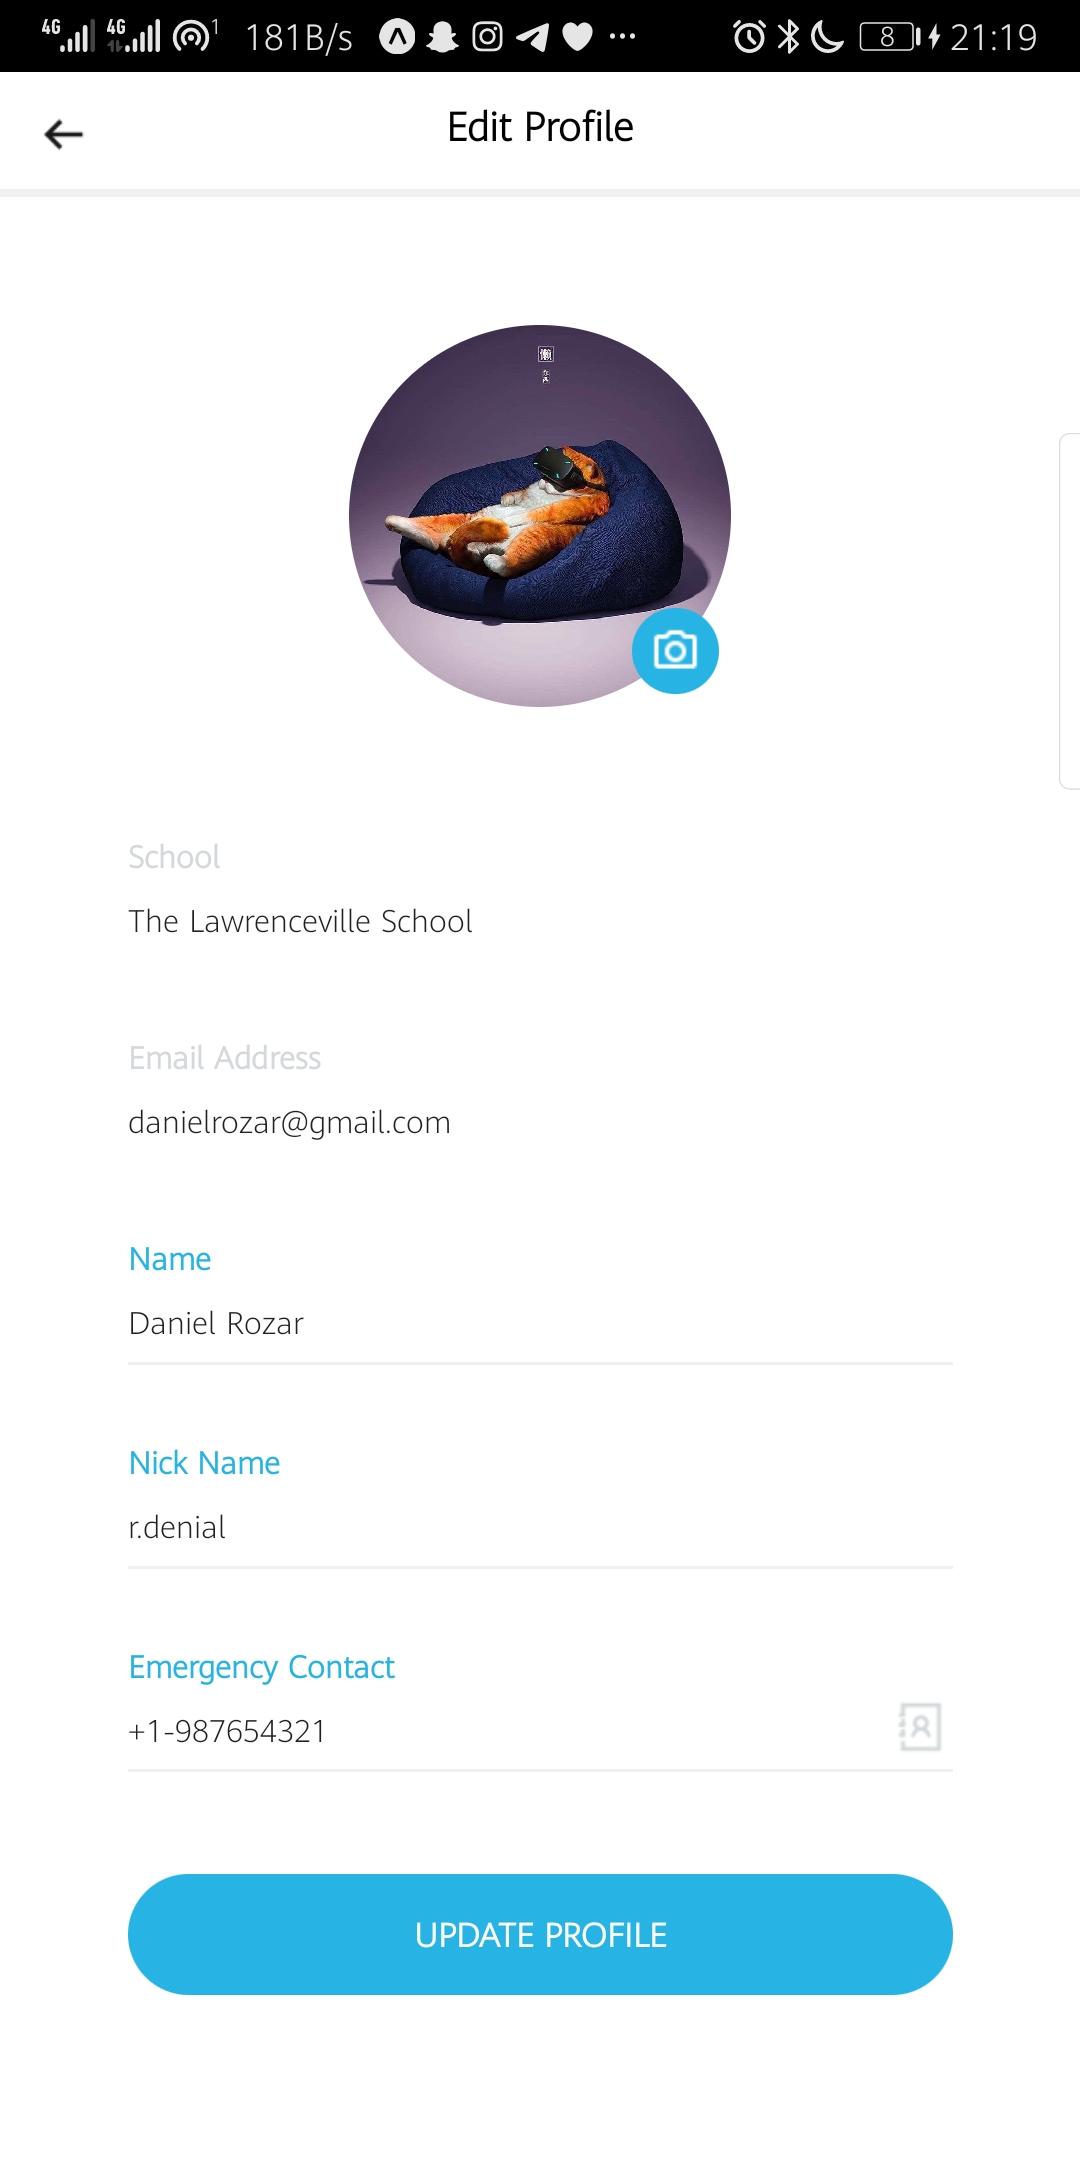 4G 4G 1 181B/s 8 21:19
Edit Profile
懒
School
The Lawrenceville School
Email Address
danielrozar@gmail.com
Name
Daniel Rozar
Nick Name
r.denial
Emergency Contact
+1-987654321
UPDATE PROFILE